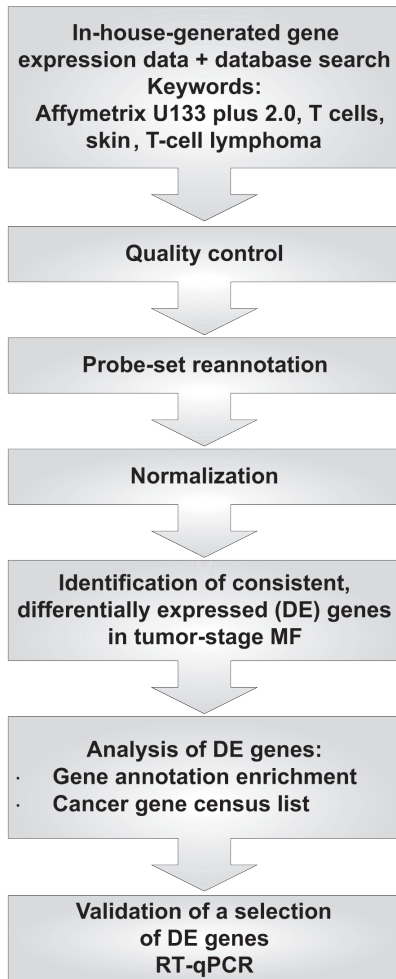 In-house-generated gene
expression data + database search
Keywords:
Affymetrix U133 plus 2.0, T cells,
skin, T-cell lymphoma
Quality control
Probe-set reannotation
Normalization
Identification of consistent,
differentially expressed (DE) genes
in tumor-stage MF
Analysis of DE genes:
· Gene annotation enrichment
· Cancer gene census list
Validation of a selection
of DE genes
RT-qPCR